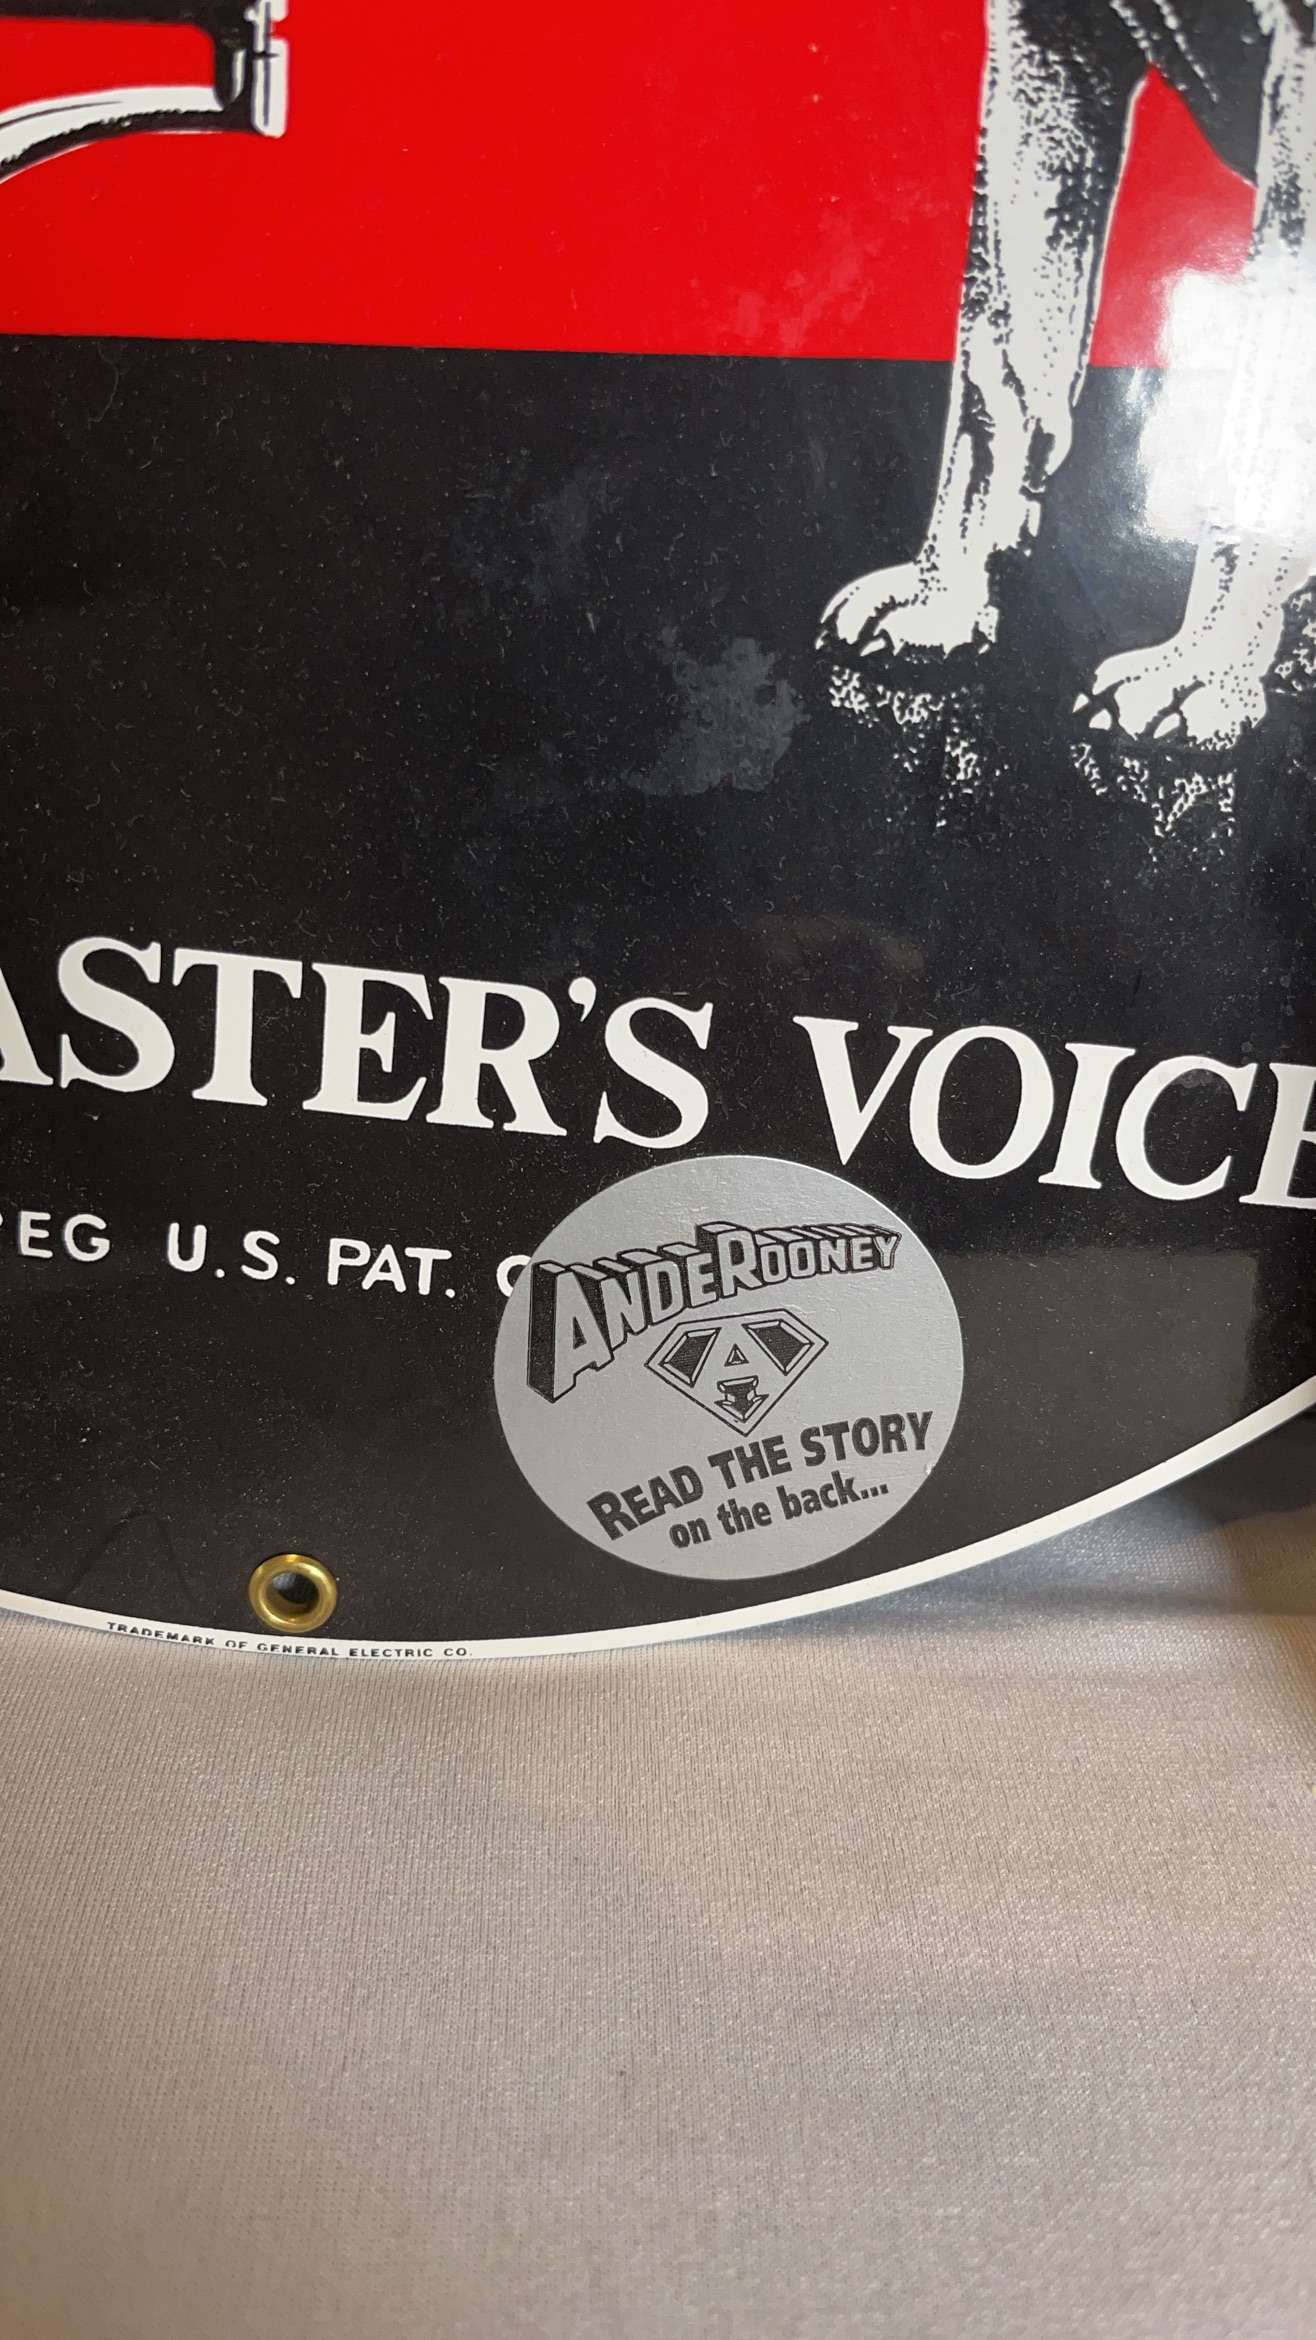 ASTER'S VOICE
REG U.S. PAT. O
ANDEROONEY
A
READ THE STORY
on the back...
TRADEMARK OF GENERAL ELECTRIC CO.